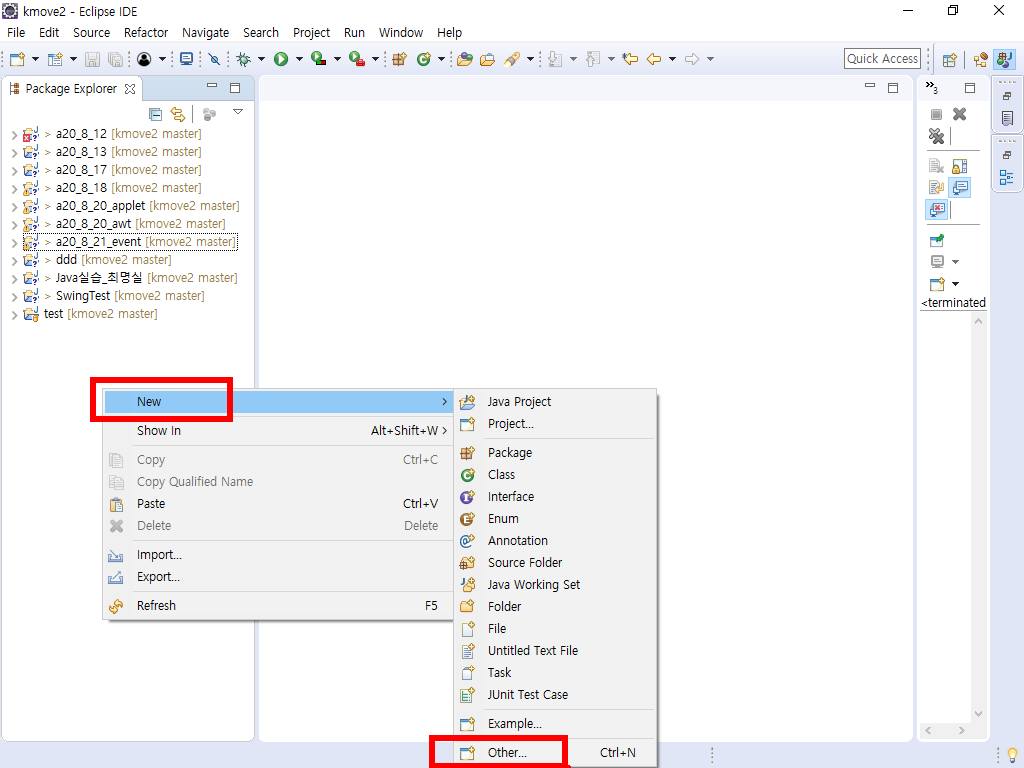 kmove2 - Eclipse IDE
File Edit Source Refactor Navigate Search Project Run Window Help
Quick Access
Package Explorer
3
> a20_8_12 [kmove2 master]
> a20_8_13 [kmove2 master]
> a20_8_17 [kmove2 master]
> a20_8_18 [kmove2 master]
> a20_8_20_applet [kmove2 master]
> a20_8_20_awt [kmove2 master]
> a20_8_21_event [kmove2 master]
> ddd [kmove2 master]
> Java실습_최명실 [kmove2 master]
> SwingTest [kmove2 master]
test [kmove2 master]
<terminated
New
Show In Alt+Shift+W
Copy Ctrl+C
Copy Qualified Name
Paste Ctrl+V
Delete Delete
Import...
Export...
Refresh F5
Java Project
Project...
Package
Class
Interface
Enum
Annotation
Source Folder
Java Working Set
Folder
File
Untitled Text File
Task
JUnit Test Case
Example...
Other... Ctrl+N